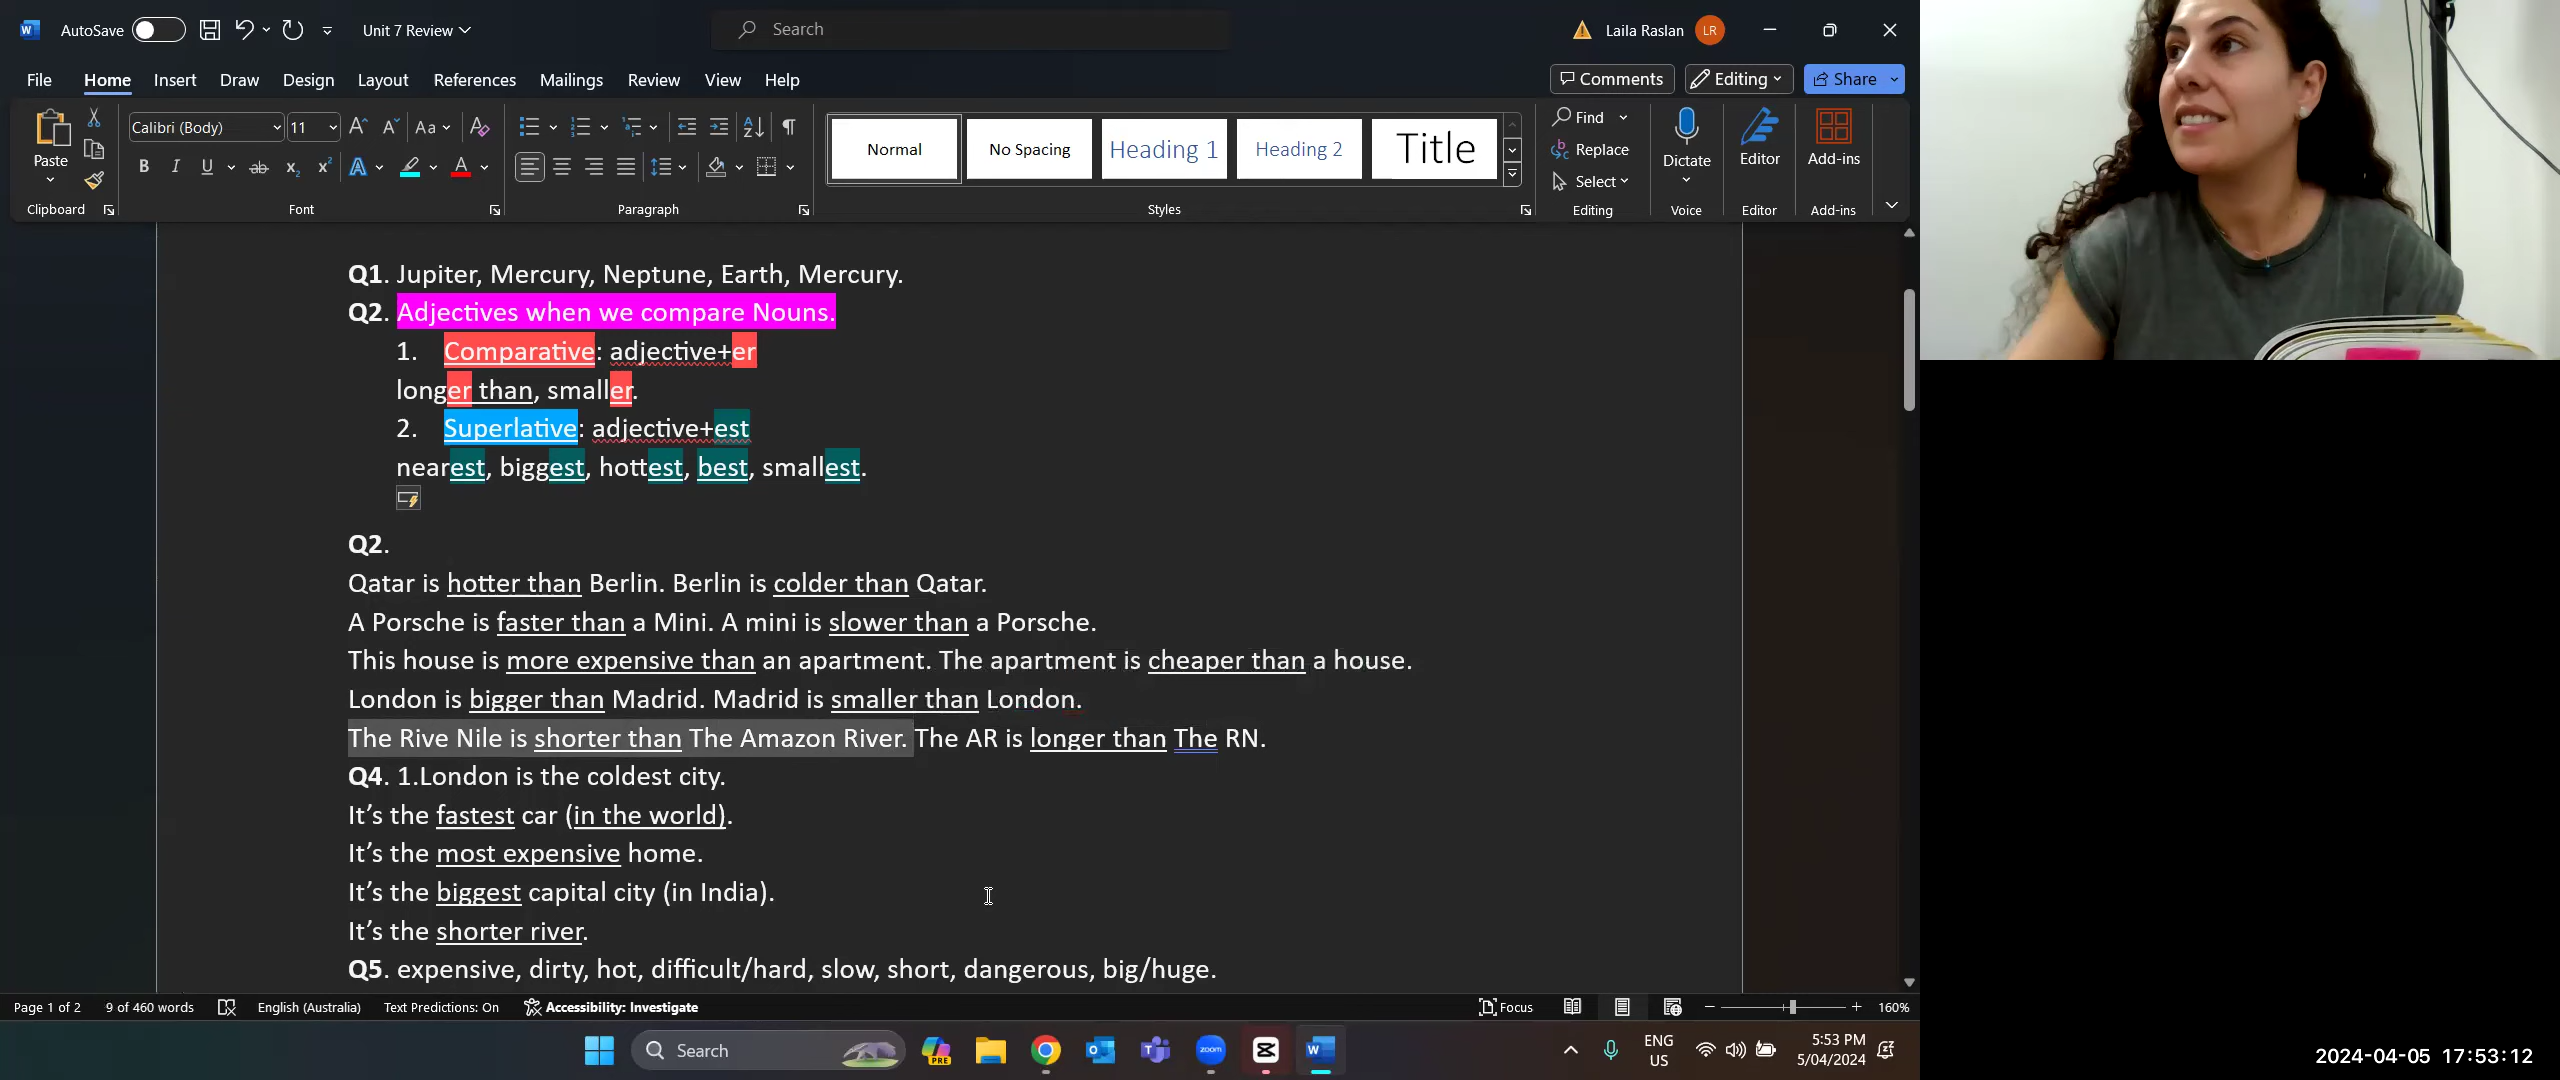 AutoSave
Unit 7 Review
Search
Laila Raslan
LR
File Home Insert Draw Design Layout References Mailings Review View Help
Comments
Editing
Share
Paste
Clipboard
Calibri (Body)
11
Font
Paragraph
Normal
No Spacing
Heading 1
Heading 2
Title
Styles
Find
Replace
Select
Editing
Dictate
Voice
Editor
Editor
Add-ins
Add-ins
Q1. Jupiter, Mercury, Neptune, Earth, Mercury.
Q2. Adjectives when we compare Nouns.
1. Comparative: adjective+er
longer than, smaller.
2. Superlative: adjective+est
nearest, biggest, hottest, best, smallest.
Q2.
Qatar is hotter than Berlin. Berlin is colder than Qatar.
A Porsche is faster than a Mini. A mini is slower than a Porsche.
This house is more expensive than an apartment. The apartment is cheaper than a house.
London is bigger than Madrid. Madrid is smaller than London.
The Rive Nile is shorter than The Amazon River. The AR is longer than The RN.
Q4. 1.London is the coldest city.
It’s the fastest car (in the world).
It’s the most expensive home.
It’s the biggest capital city (in India).
It’s the shorter river.
Q5. expensive, dirty, hot, difficult/hard, slow, short, dangerous, big/huge.
Page 1 of 2
9 of 460 words
English (Australia)
Text Predictions: On
Accessibility: Investigate
Focus
160%
Search
PRE
zoom
ENG
US
5:53 PM
5/04/2024
2024-04-05 17:53:12